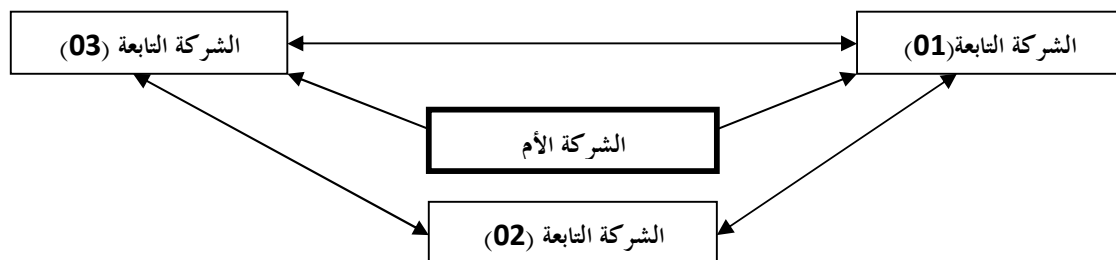 الشركة التابعة(01)
الشركة التابعة (03)
الشركة الأم
الشركة التابعة (02)